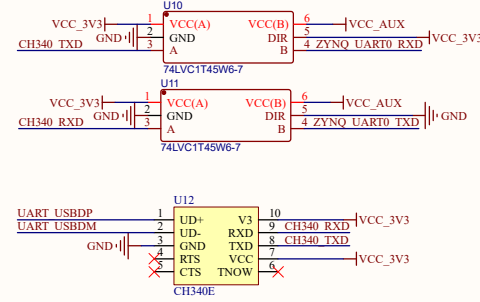 U10
VCC_3V3 1 VCC(A) VCC(B) 6 VCC_AUX
GND 2 GND DIR 5 VCC_3V3
CH340_TXD 3 A B 4 ZYNQ_UART0_RXD
74LVC1T45W6-7
U11
VCC_3V3 1 VCC(A) VCC(B) 6 VCC_AUX
GND 2 GND DIR 5 GND
CH340_RXD 3 A B 4 ZYNQ_UART0_TXD
74LVC1T45W6-7
U12
UART_USBDP 1 UD+ V3 10 VCC_3V3
UART_USBDM 2 UD- RXD 9 CH340_RXD
GND 3 GND TXD 8 CH340_TXD
4 RTS VCC 7 VCC_3V3
5 CTS TNOW 6
CH340E